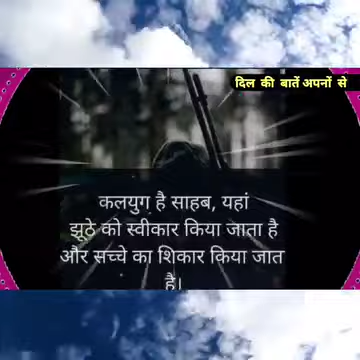 दिल की बातें अपनों से
कलयुग है साहब, यहां
झूठे को स्वीकार किया जाता है
और सच्चे का शिकार किया जात
है।